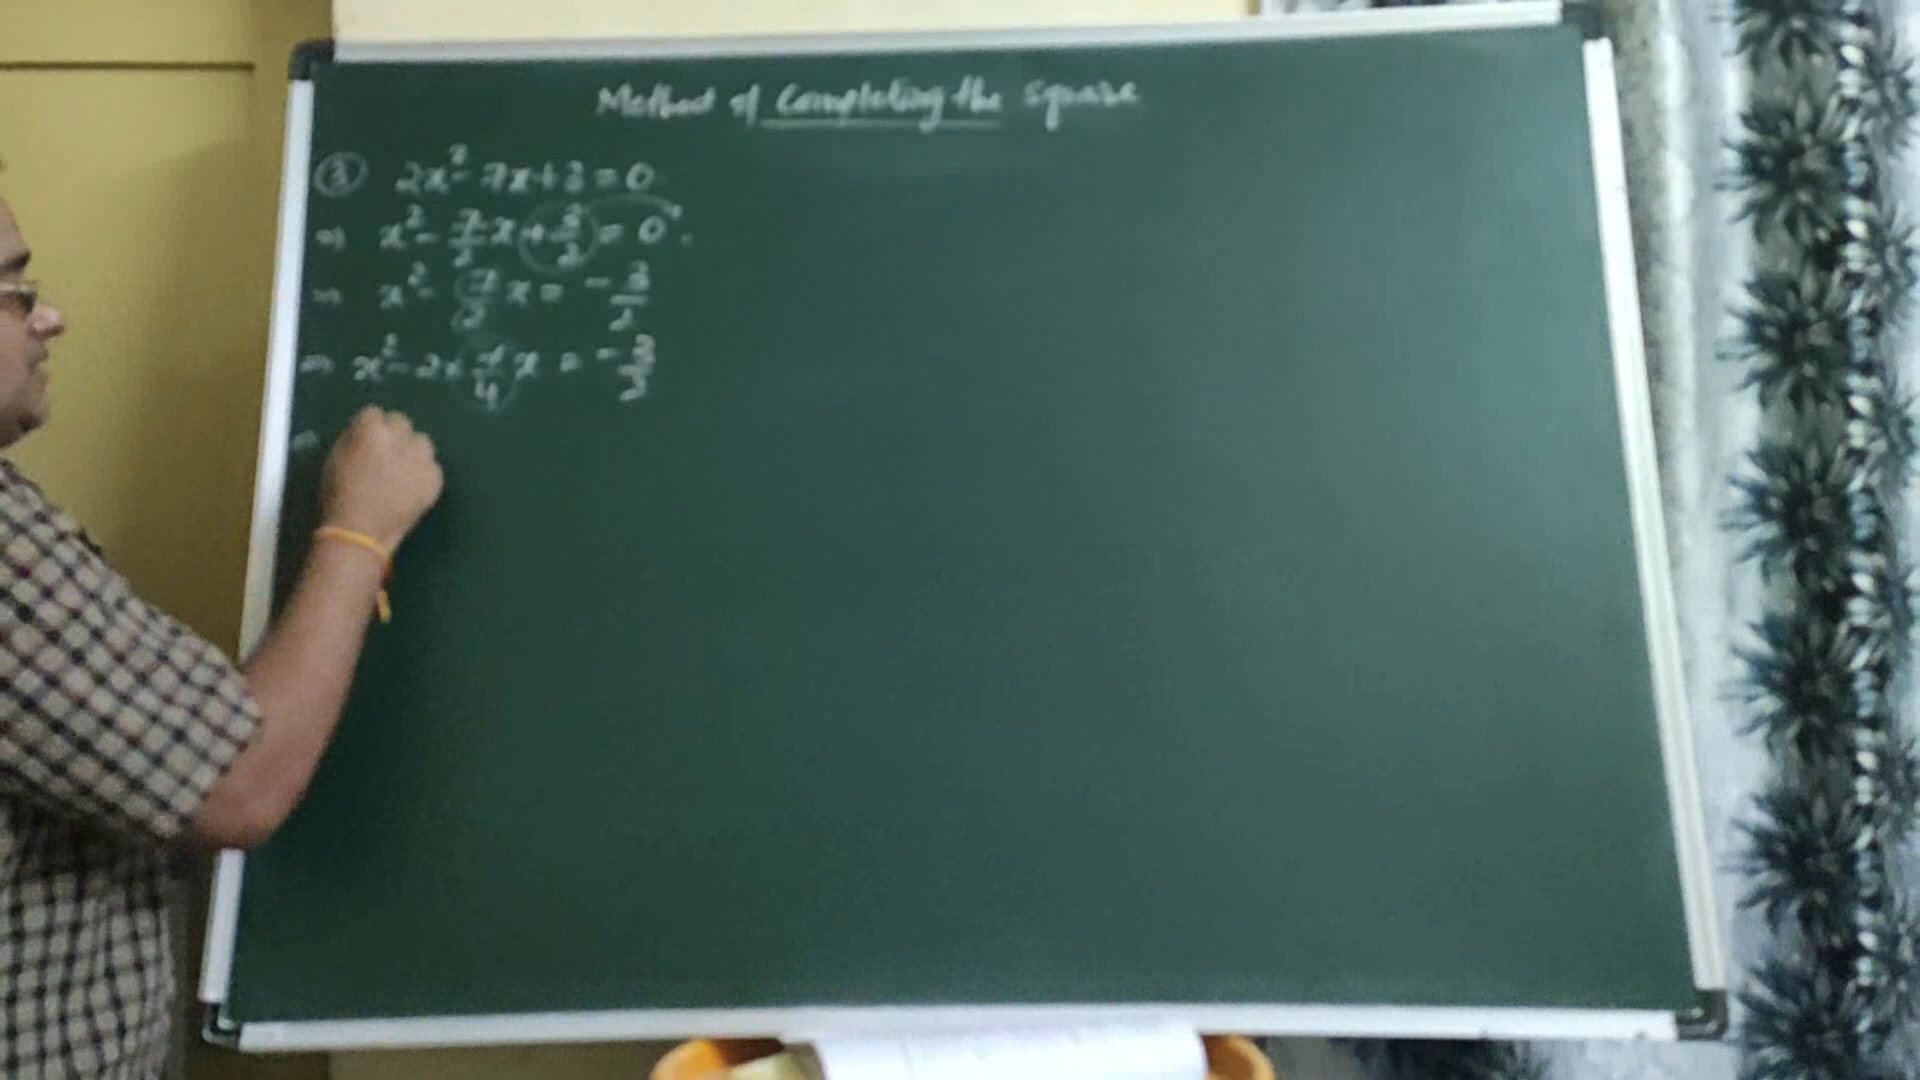 Method of Completing the Square
③ 2x² - 7x + 3 = 0
⇒ x² - 7/2 x + 3/2 = 0
⇒ x² - 7/2 x = - 3/2
⇒ x² - 2x 7/4 x = - 3/2
⇒